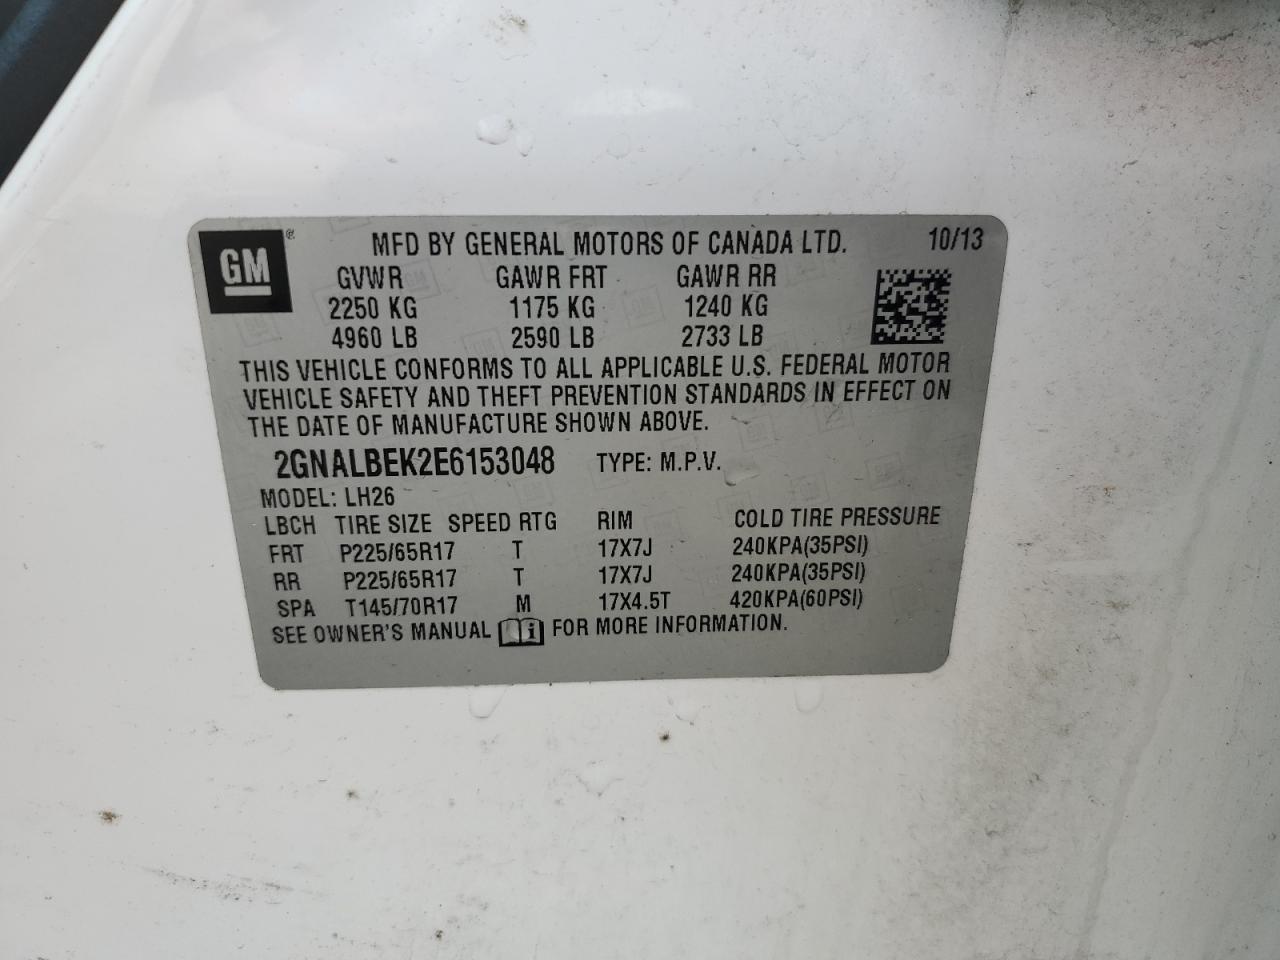 GM ® MFD BY GENERAL MOTORS OF CANADA LTD. 10/13
GVWR GAWR FRT GAWR RR
2250 KG 1175 KG 1240 KG
4960 LB 2590 LB 2733 LB
THIS VEHICLE CONFORMS TO ALL APPLICABLE U.S. FEDERAL MOTOR
VEHICLE SAFETY AND THEFT PREVENTION STANDARDS IN EFFECT ON
THE DATE OF MANUFACTURE SHOWN ABOVE.
2GNALBEK2E6153048 TYPE: M.P.V.
MODEL: LH26
LBCH TIRE SIZE SPEED RTG RIM COLD TIRE PRESSURE
FRT P225/65R17 T 17X7J 240KPA(35PSI)
RR P225/65R17 T 17X7J 240KPA(35PSI)
SPA T145/70R17 M 17X4.5T 420KPA(60PSI)
SEE OWNER'S MANUAL i FOR MORE INFORMATION.